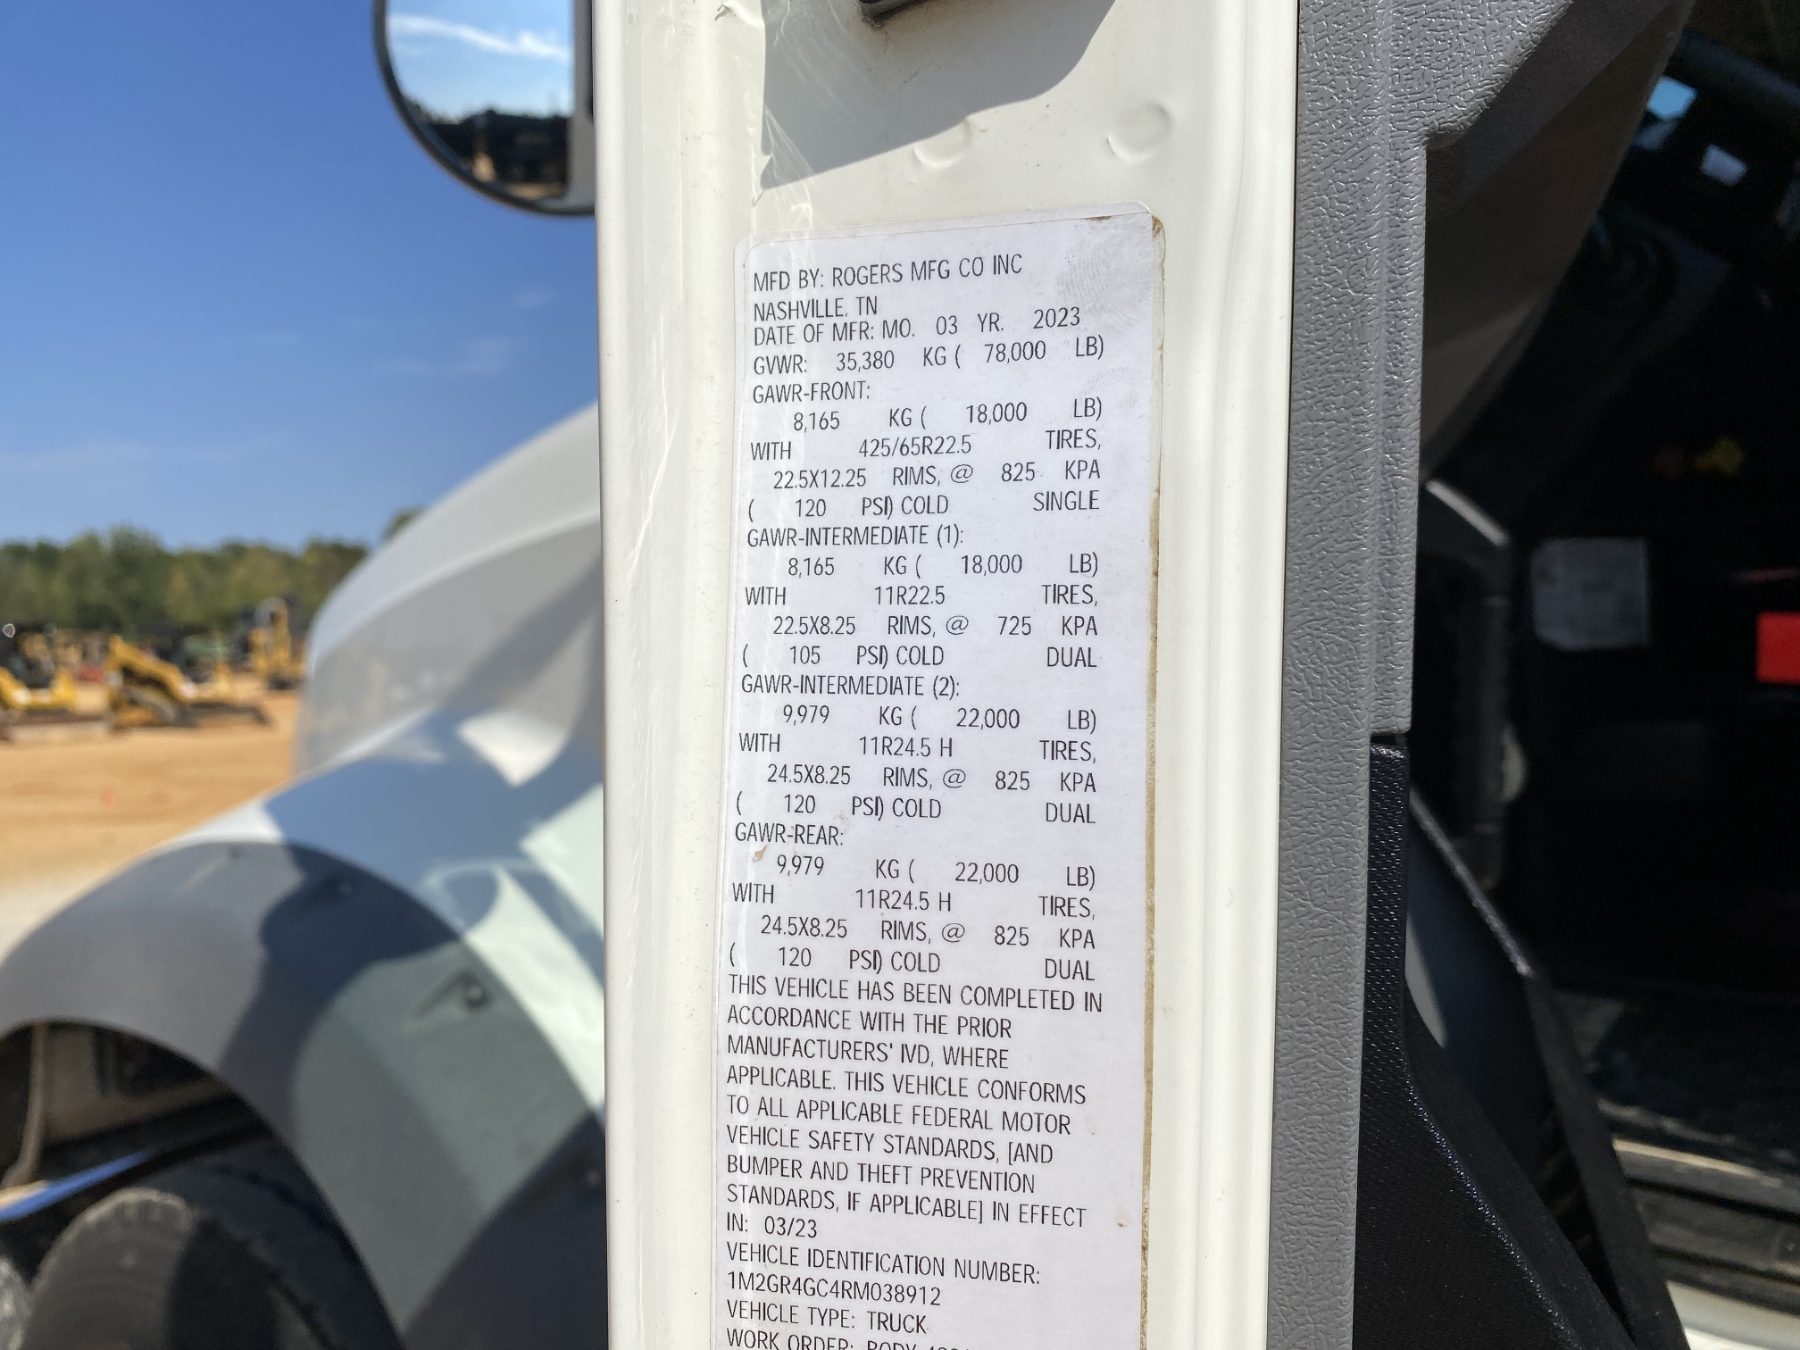 MFD BY: ROGERS MFG CO INC
NASHVILLE, TN
DATE OF MFR: MO. 03 YR. 2023
GVWR: 35,380 KG ( 78,000 LB)
GAWR-FRONT:
8,165 KG ( 18,000 LB)
WITH 425/65R22.5 TIRES,
22.5X12.25 RIMS, @ 825 KPA
( 120 PSI) COLD SINGLE
GAWR-INTERMEDIATE (1):
8,165 KG ( 18,000 LB)
WITH 11R22.5 TIRES,
22.5X8.25 RIMS, @ 725 KPA
( 105 PSI) COLD DUAL
GAWR-INTERMEDIATE (2):
9,979 KG ( 22,000 LB)
WITH 11R24.5 H TIRES,
24.5X8.25 RIMS, @ 825 KPA
( 120 PSI) COLD DUAL
GAWR-REAR:
9,979 KG ( 22,000 LB)
WITH 11R24.5 H TIRES,
24.5X8.25 RIMS, @ 825 KPA
( 120 PSI) COLD DUAL
THIS VEHICLE HAS BEEN COMPLETED IN
ACCORDANCE WITH THE PRIOR
MANUFACTURERS' IVD, WHERE
APPLICABLE. THIS VEHICLE CONFORMS
TO ALL APPLICABLE FEDERAL MOTOR
VEHICLE SAFETY STANDARDS, [AND
BUMPER AND THEFT PREVENTION
STANDARDS, IF APPLICABLE] IN EFFECT
IN: 03/23
VEHICLE IDENTIFICATION NUMBER:
1M2GR4GC4RM038912
VEHICLE TYPE: TRUCK
WORK ORDER: BODY